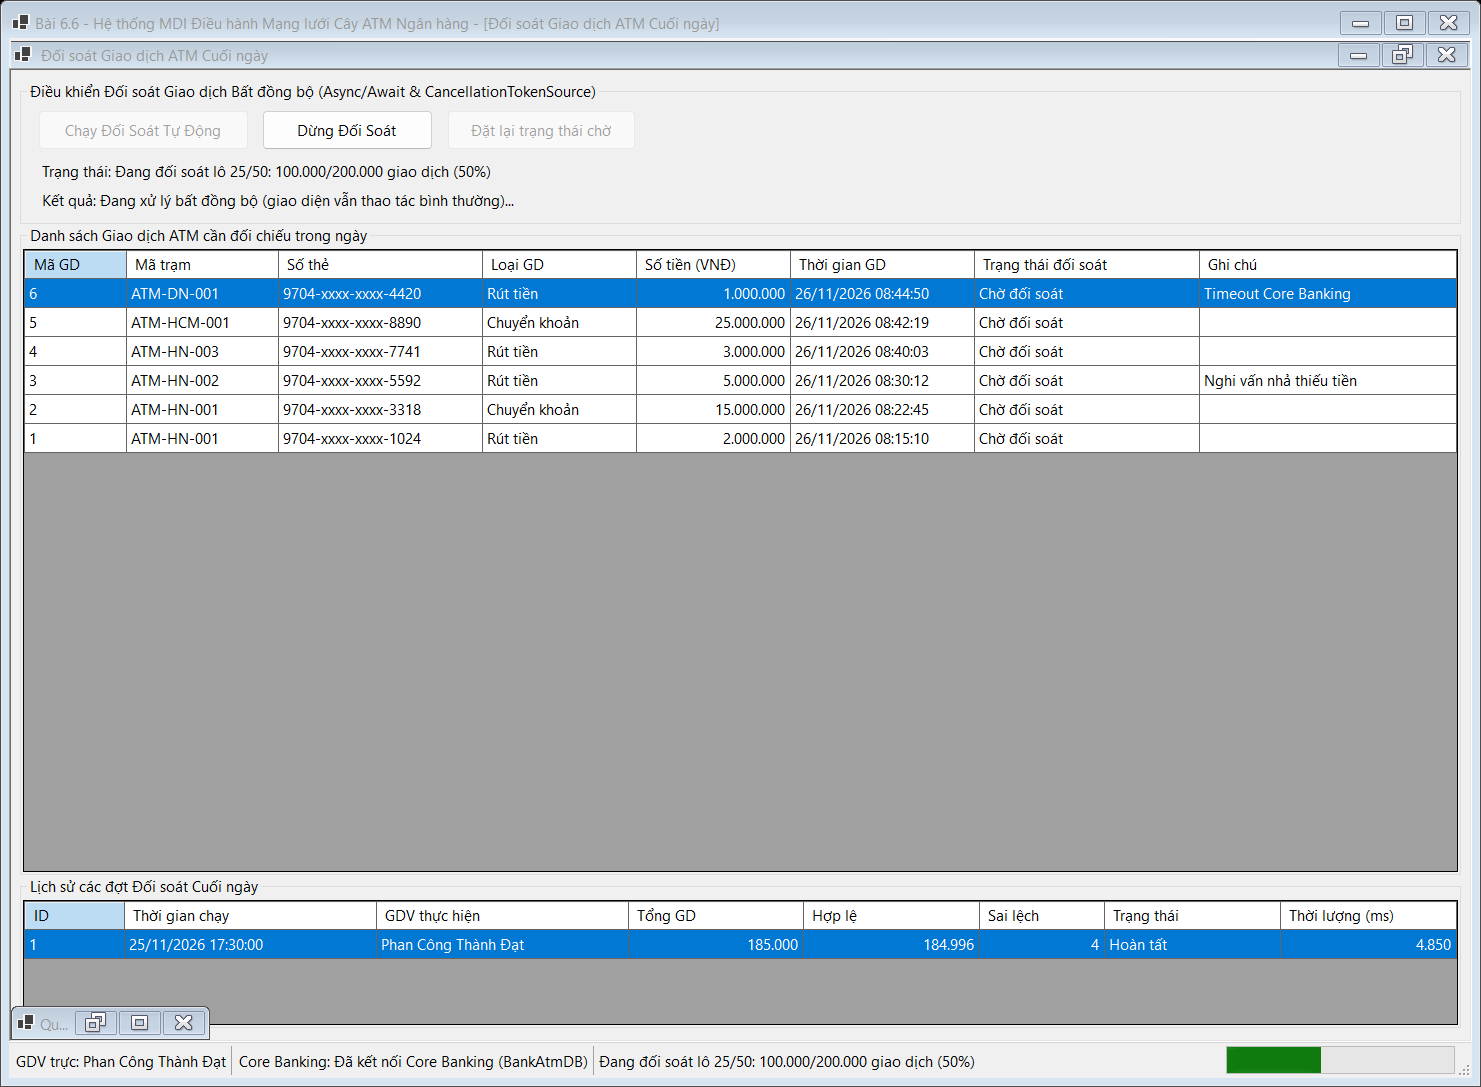 Bài 6.6 - Hệ thống MDI Điều hành Mạng lưới Cây ATM Ngân hàng - [Đối soát Giao dịch ATM Cuối ngày]
Đối soát Giao dịch ATM Cuối ngày
Điều khiển Đối soát Giao dịch Bất đồng bộ (Async/Await & CancellationTokenSource)
Chạy Đối Soát Tự Động Dừng Đối Soát Đặt lại trạng thái chờ
Trạng thái: Đang đối soát lô 25/50: 100.000/200.000 giao dịch (50%)
Kết quả: Đang xử lý bất đồng bộ (giao diện vẫn thao tác bình thường)...
Danh sách Giao dịch ATM cần đối chiếu trong ngày
Mã GD Mã trạm Số thẻ Loại GD Số tiền (VNĐ) Thời gian GD Trạng thái đối soát Ghi chú
6 ATM-DN-001 9704-xxxx-xxxx-4420 Rút tiền 1.000.000 26/11/2026 08:44:50 Chờ đối soát Timeout Core Banking
5 ATM-HCM-001 9704-xxxx-xxxx-8890 Chuyển khoản 25.000.000 26/11/2026 08:42:19 Chờ đối soát
4 ATM-HN-003 9704-xxxx-xxxx-7741 Rút tiền 3.000.000 26/11/2026 08:40:03 Chờ đối soát
3 ATM-HN-002 9704-xxxx-xxxx-5592 Rút tiền 5.000.000 26/11/2026 08:30:12 Chờ đối soát Nghi vấn nhả thiếu tiền
2 ATM-HN-001 9704-xxxx-xxxx-3318 Chuyển khoản 15.000.000 26/11/2026 08:22:45 Chờ đối soát
1 ATM-HN-001 9704-xxxx-xxxx-1024 Rút tiền 2.000.000 26/11/2026 08:15:10 Chờ đối soát
Lịch sử các đợt Đối soát Cuối ngày
ID Thời gian chạy GDV thực hiện Tổng GD Hợp lệ Sai lệch Trạng thái Thời lượng (ms)
1 25/11/2026 17:30:00 Phan Công Thành Đạt 185.000 184.996 4 Hoàn tất 4.850
Qu...
GDV trực: Phan Công Thành Đạt Core Banking: Đã kết nối Core Banking (BankAtmDB) Đang đối soát lô 25/50: 100.000/200.000 giao dịch (50%)